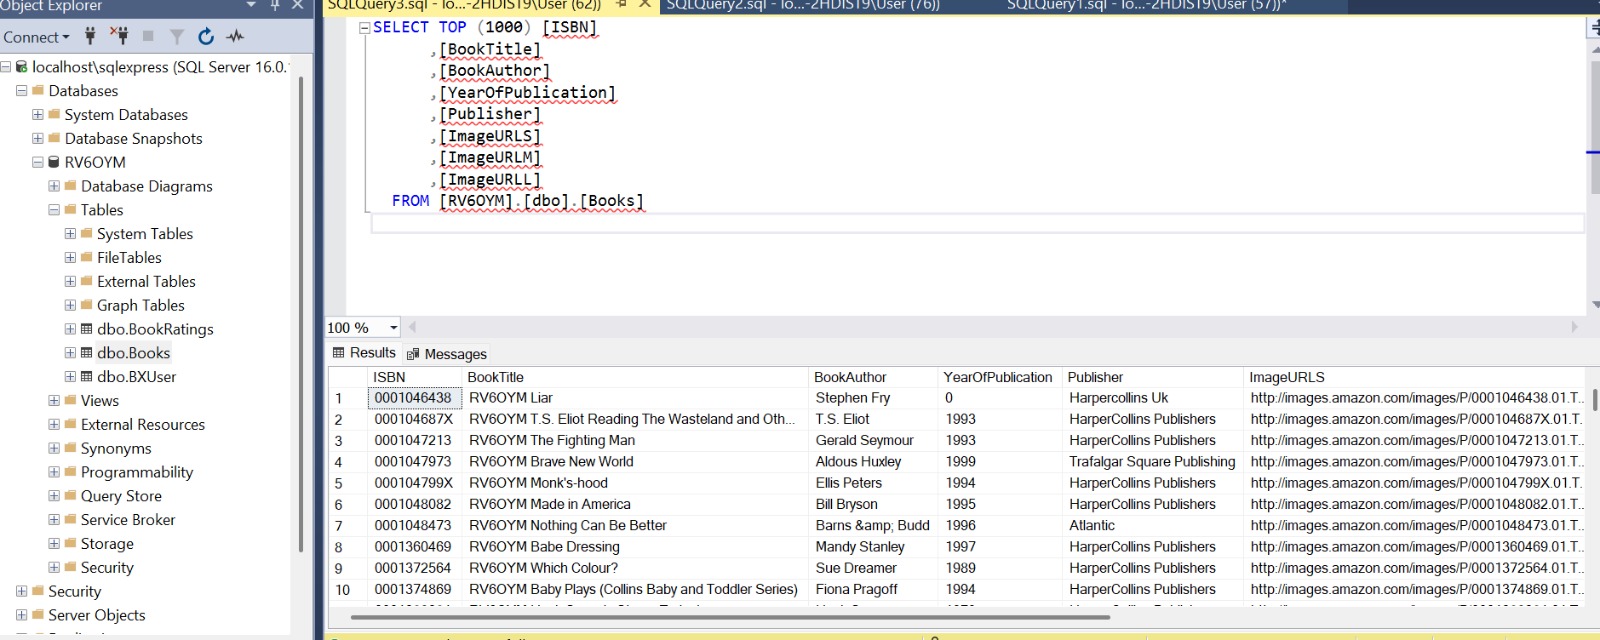 Object Explorer
Connect
localhost\sqlexpress (SQL Server 16.0.
Databases
System Databases
Database Snapshots
RV6OYM
Database Diagrams
Tables
System Tables
FileTables
External Tables
Graph Tables
dbo.BookRatings
dbo.Books
dbo.BXUser
Views
External Resources
Synonyms
Programmability
Query Store
Service Broker
Storage
Security
Security
Server Objects
SQLQuery3.sql - lo...-2HDIST9\User (62))
SQLQuery2.sql - lo...-2HDIST9\User (76))
SQLQuery1.sql - lo...-2HDIST9\User (57))*
SELECT TOP (1000) [ISBN]
,[BookTitle]
,[BookAuthor]
,[YearOfPublication]
,[Publisher]
,[ImageURLS]
,[ImageURLM]
,[ImageURLL]
FROM [RV6OYM].[dbo].[Books]
100 %
Results Messages
ISBN BookTitle BookAuthor YearOfPublication Publisher ImageURLS
1 0001046438 RV6OYM Liar Stephen Fry 0 Harpercollins Uk http://images.amazon.com/images/P/0001046438.01.T...
2 000104687X RV6OYM T.S. Eliot Reading The Wasteland and Oth... T.S. Eliot 1993 HarperCollins Publishers http://images.amazon.com/images/P/000104687X.01.T...
3 0001047213 RV6OYM The Fighting Man Gerald Seymour 1993 HarperCollins Publishers http://images.amazon.com/images/P/0001047213.01.T...
4 0001047973 RV6OYM Brave New World Aldous Huxley 1999 Trafalgar Square Publishing http://images.amazon.com/images/P/0001047973.01.T...
5 000104799X RV6OYM Monk's-hood Ellis Peters 1994 HarperCollins Publishers http://images.amazon.com/images/P/000104799X.01.T...
6 0001048082 RV6OYM Made in America Bill Bryson 1995 HarperCollins Publishers http://images.amazon.com/images/P/0001048082.01.T...
7 0001048473 RV6OYM Nothing Can Be Better Barns &amp; Budd 1996 Atlantic http://images.amazon.com/images/P/0001048473.01.T...
8 0001360469 RV6OYM Babe Dressing Mandy Stanley 1997 HarperCollins Publishers http://images.amazon.com/images/P/0001360469.01.T...
9 0001372564 RV6OYM Which Colour? Sue Dreamer 1989 HarperCollins Publishers http://images.amazon.com/images/P/0001372564.01.T...
10 0001374869 RV6OYM Baby Plays (Collins Baby and Toddler Series) Fiona Pragoff 1994 HarperCollins Publishers http://images.amazon.com/images/P/0001374869.01.T...